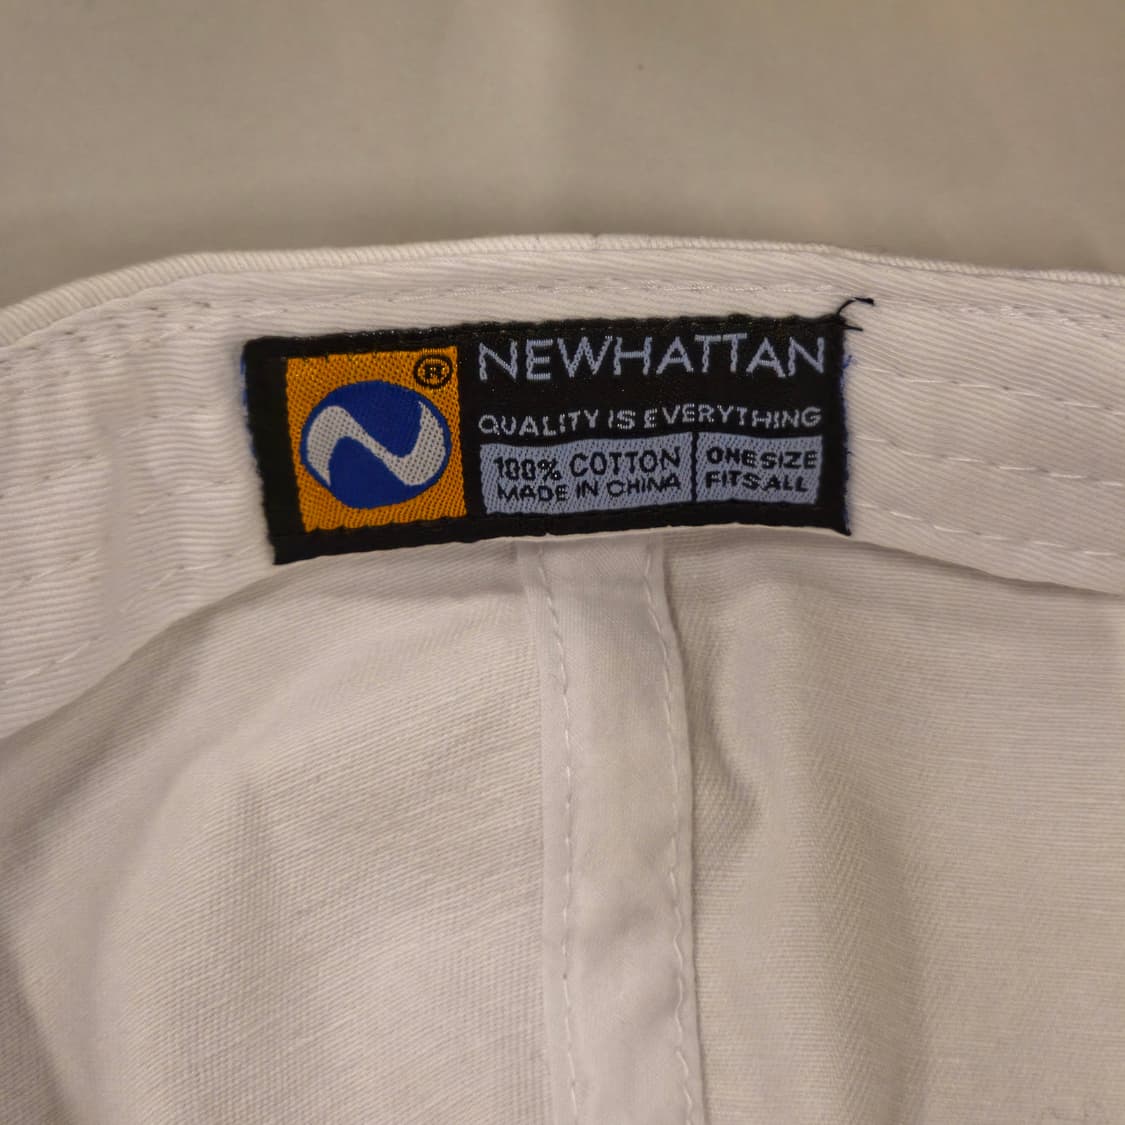 ®
NEWHATTAN
QUALITY IS EVERYTHING
100% COTTON
MADE IN CHINA
ONE SIZE
FITS ALL